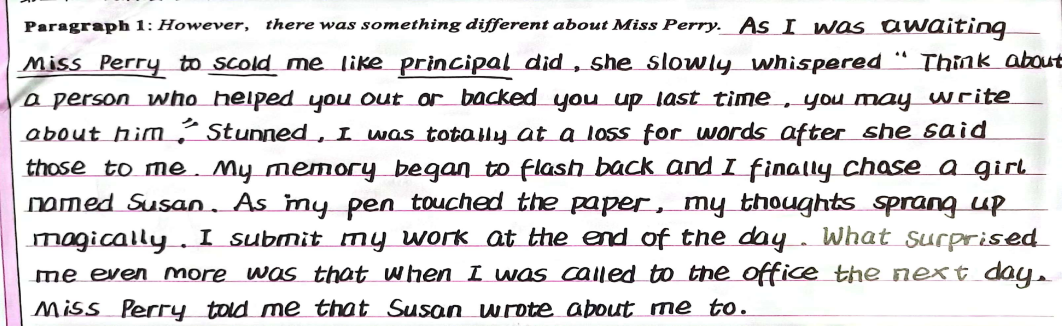 Paragraph 1: However, there was something different about Miss Perry. As I was awaiting
Miss Perry to scold me like principal did, she slowly whispered " Think about
a person who helped you out or backed you up last time, you may write
about him." Stunned, I was totally at a loss for words after she said
those to me. My memory began to flash back and I finally chose a girl
named Susan. As my pen touched the paper, my thoughts sprang up
magically. I submit my work at the end of the day. What surprised
me even more was that when I was called to the office the next day.
Miss Perry told me that Susan wrote about me to.